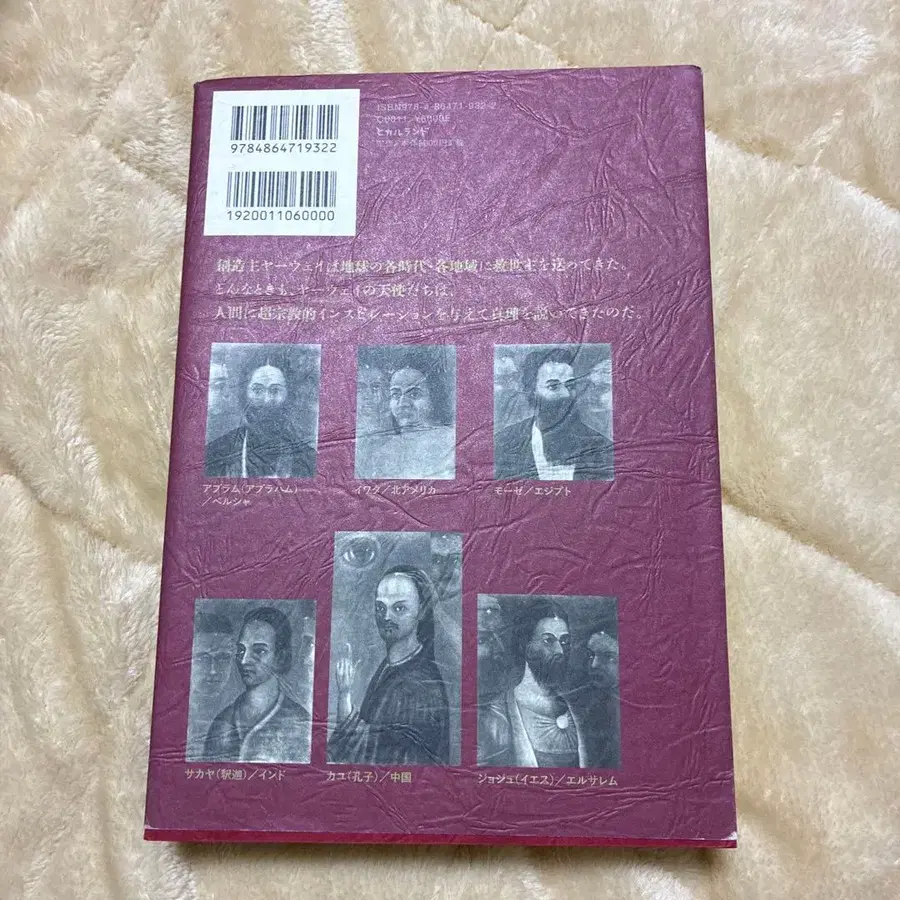 9784864719322
1920011060000
ISBN978-4-86471-932-2
C0011 ¥6000E
ヒカルランド
創造主ヤーウェイは地球の各時代・各地域に救世主を送ってきた。
どんなときも、ヤーウェイの天使たちは、
人間に超宗教的インスピレーションを与えて真理を説いてきたのだ。
アブラム(アブラハム)
/ペルシャ
イワタ/北アメリカ
モーゼ/エジプト
サカヤ(釈迦)/インド
カユ(孔子)/中国
ジョシュ(イエス)/エルサレム